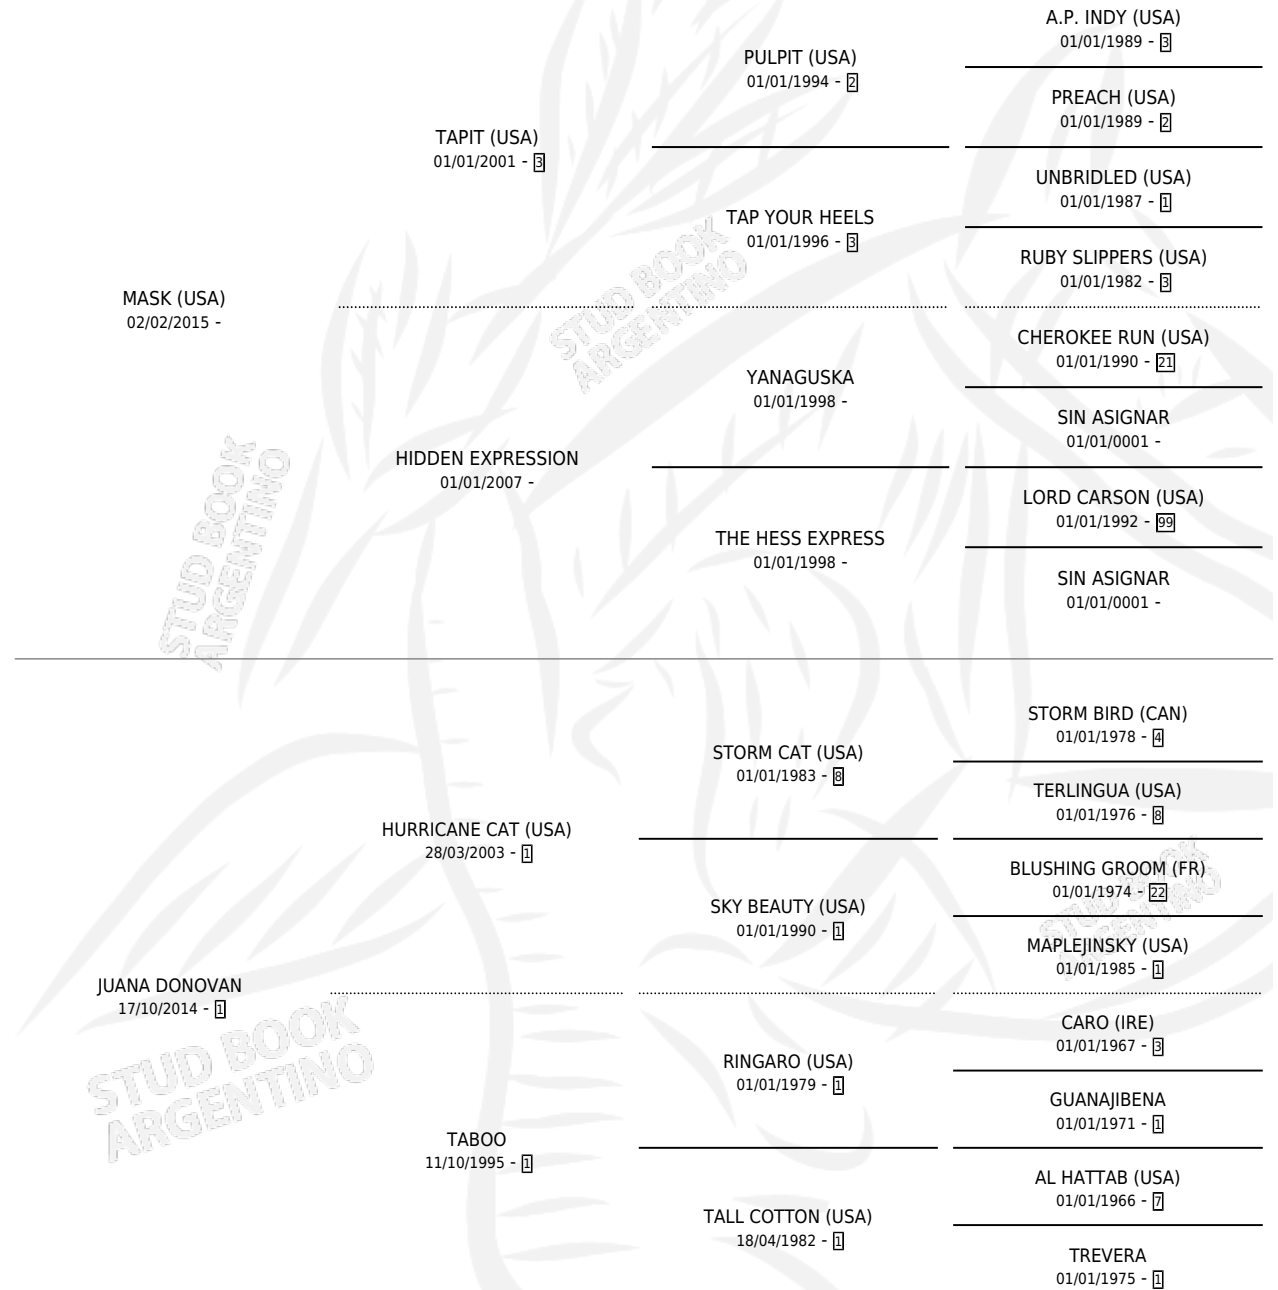 A.P. INDY (USA)
01/01/1989 - 3
PULPIT (USA)
01/01/1994 - 2
PREACH (USA)
01/01/1989 - 2
TAPIT (USA)
01/01/2001 - 3
UNBRIDLED (USA)
01/01/1987 - 1
TAP YOUR HEELS
01/01/1996 - 3
RUBY SLIPPERS (USA)
01/01/1982 - 3
MASK (USA)
02/02/2015 -
CHEROKEE RUN (USA)
01/01/1990 - 21
YANAGUSKA
01/01/1998 -
SIN ASIGNAR
01/01/0001 -
HIDDEN EXPRESSION
01/01/2007 -
LORD CARSON (USA)
01/01/1992 - 99
THE HESS EXPRESS
01/01/1998 -
SIN ASIGNAR
01/01/0001 -
STORM BIRD (CAN)
01/01/1978 - 4
STORM CAT (USA)
01/01/1983 - 8
TERLINGUA (USA)
01/01/1976 - 8
HURRICANE CAT (USA)
28/03/2003 - 1
BLUSHING GROOM (FR)
01/01/1974 - 22
SKY BEAUTY (USA)
01/01/1990 - 1
MAPLEJINSKY (USA)
01/01/1985 - 1
JUANA DONOVAN
17/10/2014 - 1
CARO (IRE)
01/01/1967 - 3
RINGARO (USA)
01/01/1979 - 1
GUANAJIBENA
01/01/1971 - 1
TABOO
11/10/1995 - 1
AL HATTAB (USA)
01/01/1966 - 7
TALL COTTON (USA)
18/04/1982 - 1
TREVERA
01/01/1975 - 1
STUD BOOK
ARGENTINO
STUD BOOK
ARGENTINO
STUD BOOK
ARGENTINO
STUD BOOK
ARGENTINO